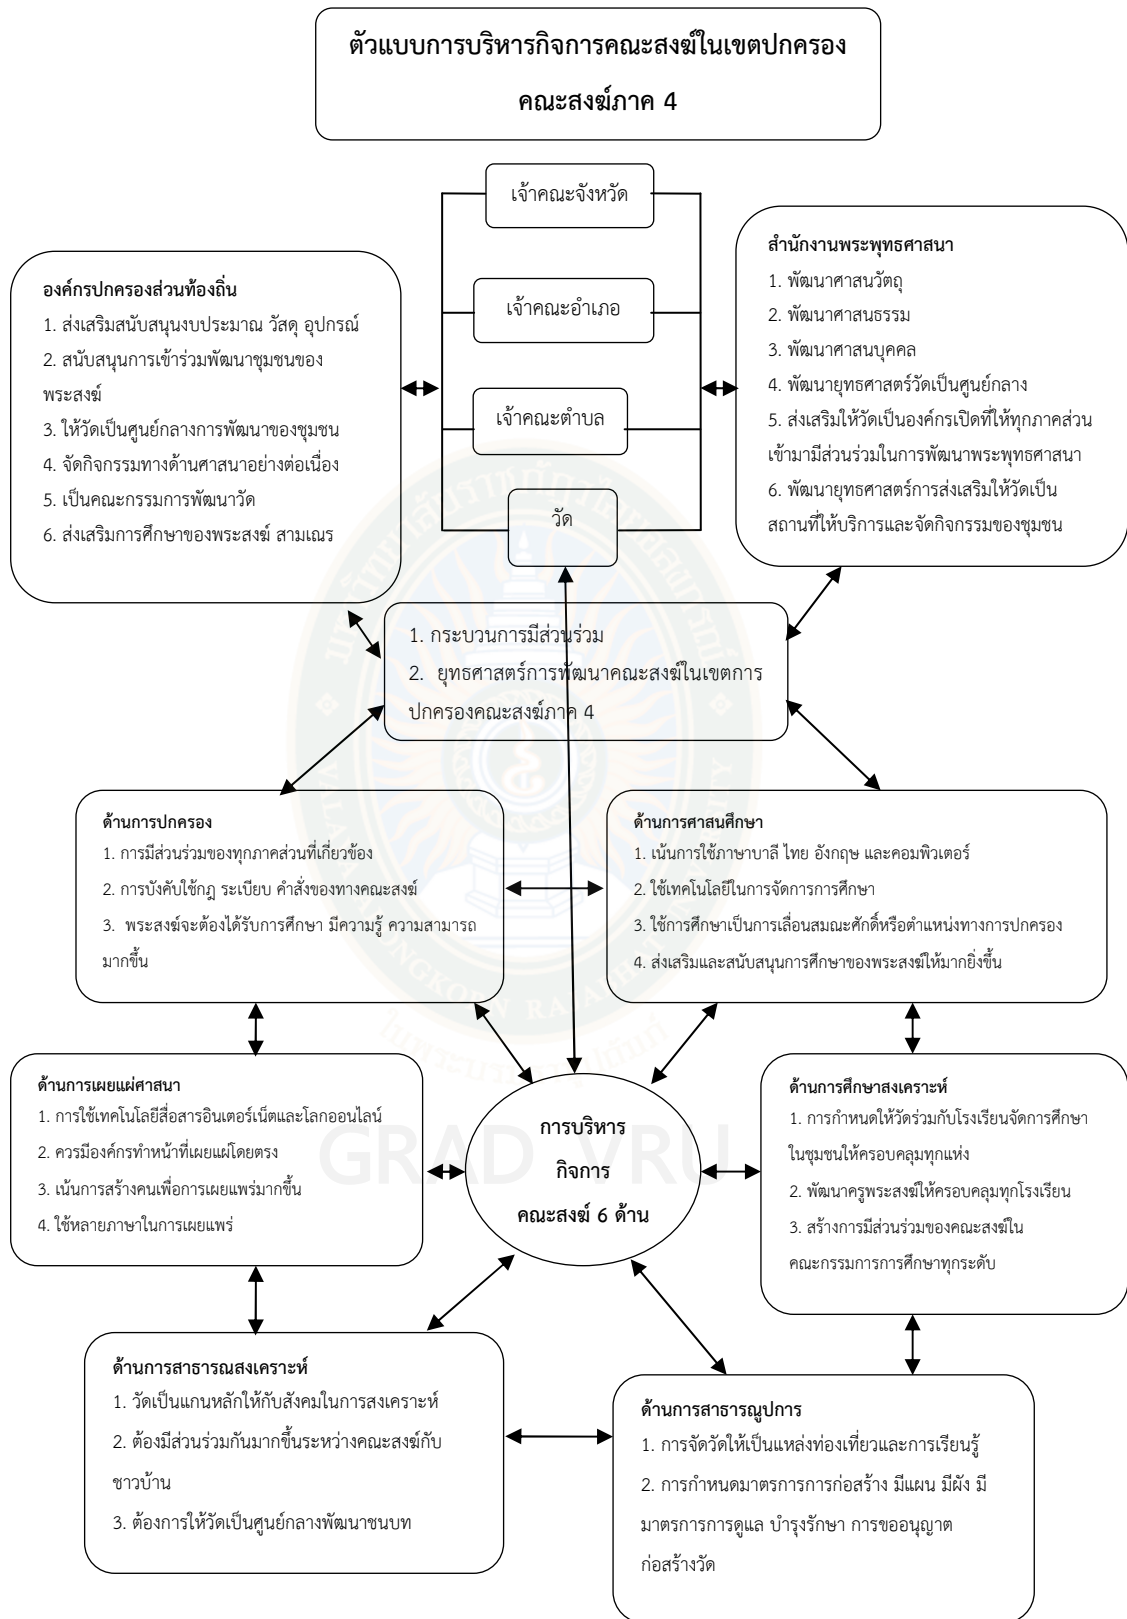 ตัวแบบการบริหารกิจการคณะสงฆ์ในเขตปกครอง
คณะสงฆ์ภาค 4
เจ้าคณะจังหวัด
เจ้าคณะอำเภอ
เจ้าคณะตำบล
วัด
องค์กรปกครองส่วนท้องถิ่น
1. ส่งเสริมสนับสนุนงบประมาณ วัสดุ อุปกรณ์
2. สนับสนุนการเข้าร่วมพัฒนาชุมชนของ
พระสงฆ์
3. ให้วัดเป็นศูนย์กลางการพัฒนาของชุมชน
4. จัดกิจกรรมทางด้านศาสนาอย่างต่อเนื่อง
5. เป็นคณะกรรมการพัฒนาวัด
6. ส่งเสริมการศึกษาของพระสงฆ์ สามเณร
สำนักงานพระพุทธศาสนา
1. พัฒนาศาสนวัตถุ
2. พัฒนาศาสนธรรม
3. พัฒนาศาสนบุคคล
4. พัฒนายุทธศาสตร์วัดเป็นศูนย์กลาง
5. ส่งเสริมให้วัดเป็นองค์กรเปิดที่ให้ทุกภาคส่วน
เข้ามามีส่วนร่วมในการพัฒนาพระพุทธศาสนา
6. พัฒนายุทธศาสตร์การส่งเสริมให้วัดเป็น
สถานที่ให้บริการและจัดกิจกรรมของชุมชน
1. กระบวนการมีส่วนร่วม
2. ยุทธศาสตร์การพัฒนาคณะสงฆ์ในเขตการ
ปกครองคณะสงฆ์ภาค 4
ด้านการปกครอง
1. การมีส่วนร่วมของทุกภาคส่วนที่เกี่ยวข้อง
2. การบังคับใช้กฎ ระเบียบ คำสั่งของทางคณะสงฆ์
3. พระสงฆ์จะต้องได้รับการศึกษา มีความรู้ ความสามารถ
มากขึ้น
ด้านการศาสนศึกษา
1. เน้นการใช้ภาษาบาลี ไทย อังกฤษ และคอมพิวเตอร์
2. ใช้เทคโนโลยีในการจัดการการศึกษา
3. ใช้การศึกษาเป็นการเลื่อนสมณะศักดิ์หรือตำแหน่งทางการปกครอง
4. ส่งเสริมและสนับสนุนการศึกษาของพระสงฆ์ให้มากยิ่งขึ้น
ด้านการเผยแผ่ศาสนา
1. การใช้เทคโนโลยีสื่อสารอินเตอร์เน็ตและโลกออนไลน์
2. ควรมีองค์กรทำหน้าที่เผยแผ่โดยตรง
3. เน้นการสร้างคนเพื่อการเผยแพร่มากขึ้น
4. ใช้หลายภาษาในการเผยแพร่
การบริหาร
กิจการ
คณะสงฆ์ 6 ด้าน
ด้านการศึกษาสงเคราะห์
1. การกำหนดให้วัดร่วมกับโรงเรียนจัดการศึกษา
ในชุมชนให้ครอบคลุมทุกแห่ง
2. พัฒนาครูพระสงฆ์ให้ครอบคลุมทุกโรงเรียน
3. สร้างการมีส่วนร่วมของคณะสงฆ์ใน
คณะกรรมการการศึกษาทุกระดับ
ด้านการสาธารณสงเคราะห์
1. วัดเป็นแกนหลักให้กับสังคมในการสงเคราะห์
2. ต้องมีส่วนร่วมกันมากขึ้นระหว่างคณะสงฆ์กับ
ชาวบ้าน
3. ต้องการให้วัดเป็นศูนย์กลางพัฒนาชนบท
ด้านการสาธารณูปการ
1. การจัดวัดให้เป็นแหล่งท่องเที่ยวและการเรียนรู้
2. การกำหนดมาตรการการก่อสร้าง มีแผน มีผัง มี
มาตรการการดูแล บำรุงรักษา การขออนุญาต
ก่อสร้างวัด
GRAD VRU